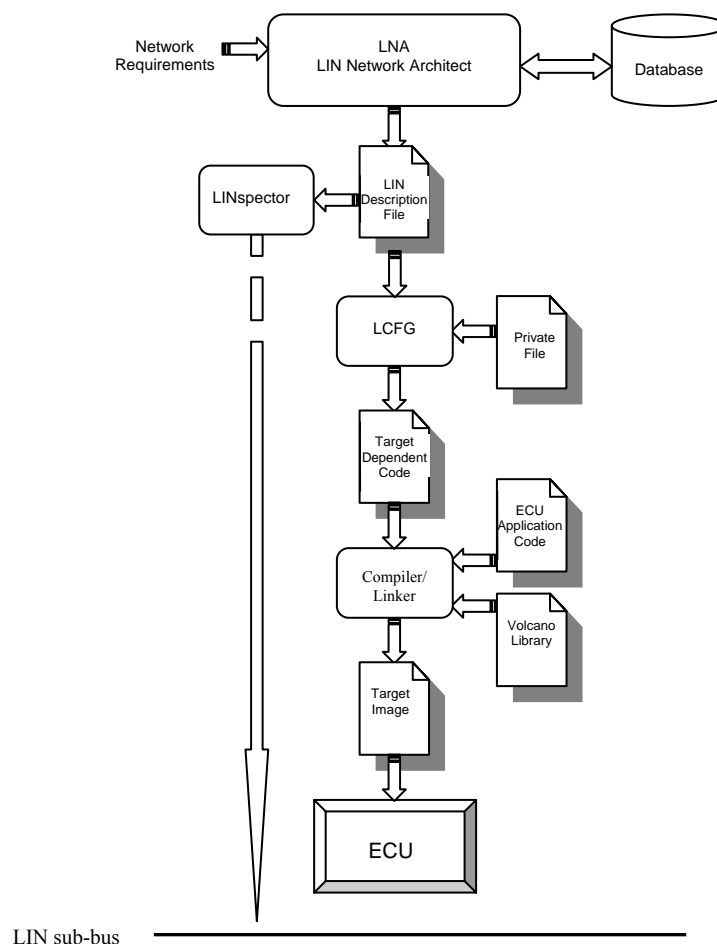 LNA
LIN Network Architect
Network
Requirements
Database
LINspector
LIN
Description
File
LCFG
Private
File
Target
Dependent
Code
ECU
Application
Code
Compiler/
Linker
Volcano
Library
Target
Image
ECU
LIN sub-bus